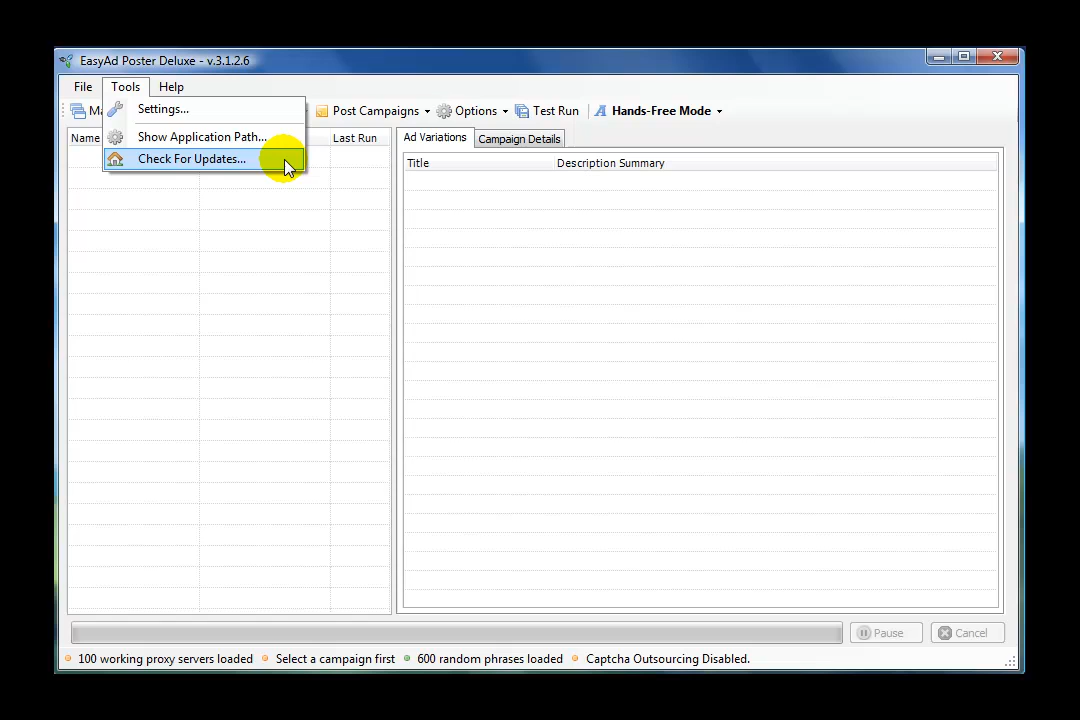 EasyAd Poster Deluxe - v.3.1.2.6
File Tools Help
Post Campaigns Options Test Run Hands-Free Mode
Settings...
Show Application Path...
Check For Updates...
Name Last Run
Ad Variations Campaign Details
Title Description Summary
Pause Cancel
100 working proxy servers loaded Select a campaign first 600 random phrases loaded Captcha Outsourcing Disabled.